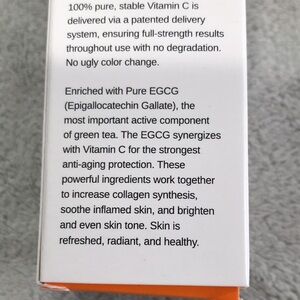 100% pure, stable Vitamin C is
delivered via a patented delivery
system, ensuring full-strength results
throughout use with no degradation.
No ugly color change.
Enriched with Pure EGCG
(Epigallocatechin Gallate), the
most important active component
of green tea. The EGCG synergizes
with Vitamin C for the strongest
anti-aging protection. These
powerful ingredients work together
to increase collagen synthesis,
soothe inflamed skin, and brighten
and even skin tone. Skin is
refreshed, radiant, and healthy.